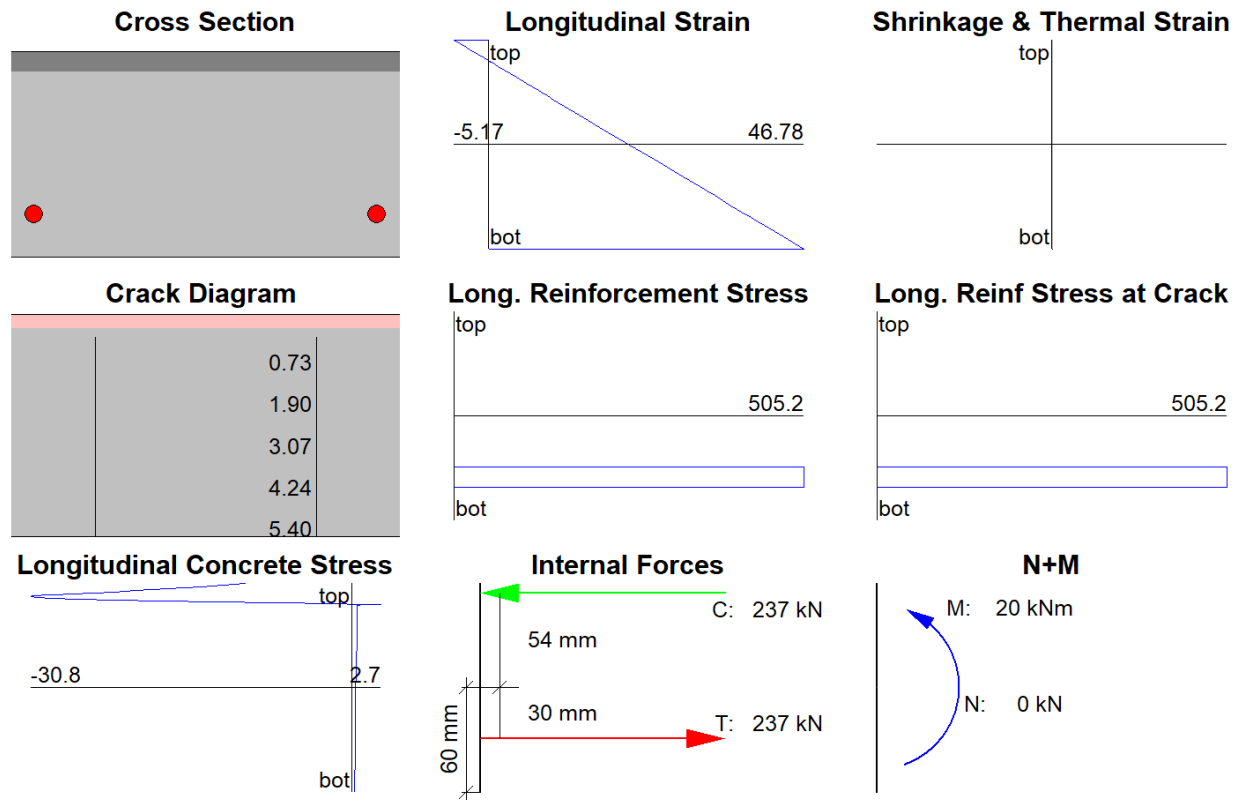 Cross Section
Longitudinal Strain
top
-5.17
46.78
bot
Shrinkage & Thermal Strain
top
bot
Crack Diagram
0.73
1.90
3.07
4.24
5.40
Long. Reinforcement Stress
top
505.2
bot
Long. Reinf Stress at Crack
top
505.2
bot
Longitudinal Concrete Stress
top
-30.8
2.7
bot
Internal Forces
C: 237 kN
54 mm
30 mm
T: 237 kN
60 mm
N+M
M: 20 kNm
N: 0 kN